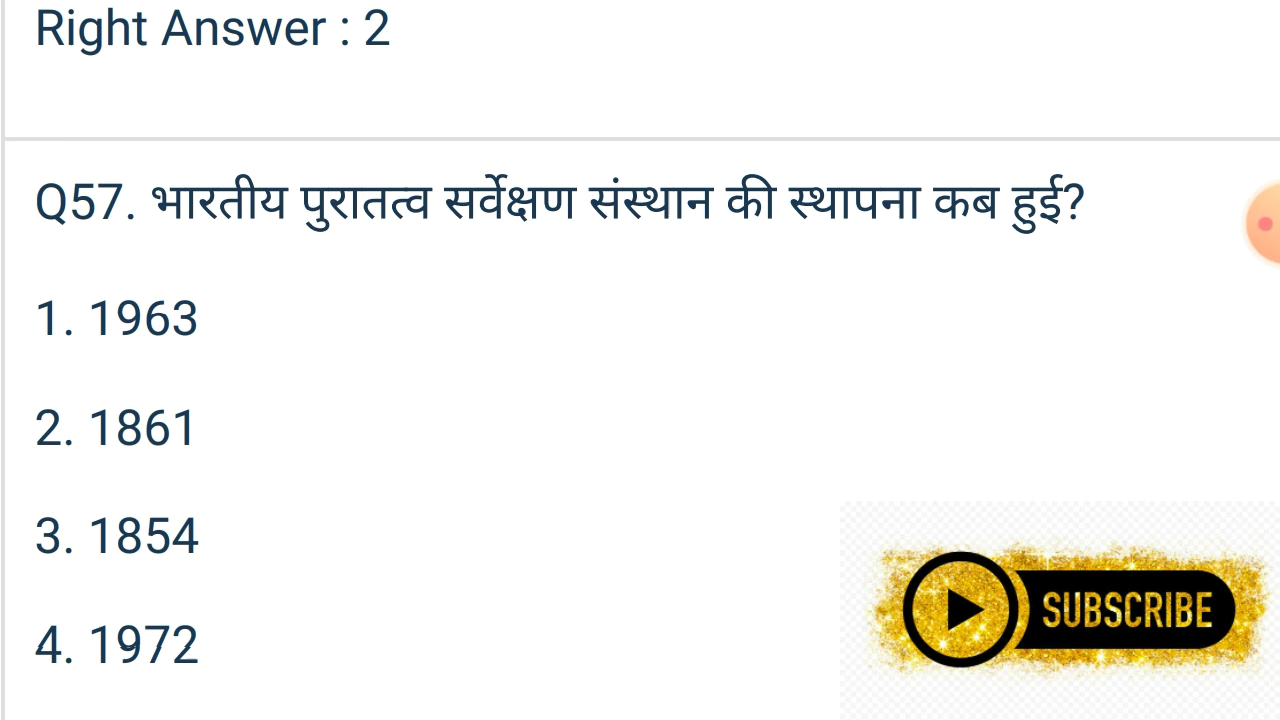 Right Answer : 2
Q57. भारतीय पुरातत्व सर्वेक्षण संस्थान की स्थापना कब हुई?
1. 1963
2. 1861
3. 1854
4. 1972
SUBSCRIBE